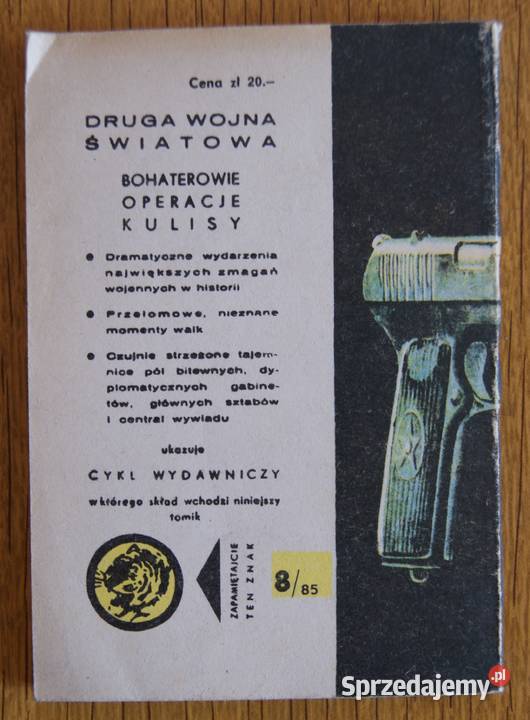 Cena zł 20.–
DRUGA WOJNA
ŚWIATOWA
BOHATEROWIE
OPERACJE
KULISY
● Dramatyczne wydarzenia
największych zmagań
wojennych w historii
● Przełomowe, nieznane
momenty walk
● Czujnie strzeżone tajem-
nice pól bitewnych, dy-
plomatycznych gabine-
tów, głównych sztabów
i central wywiadu
ukazuje
CYKL WYDAWNICZY
w którego skład wchodzi niniejszy
tomik
ZAPAMIĘTAJCIE
TEN ZNAK
8/85
Sprzedajemy.pl